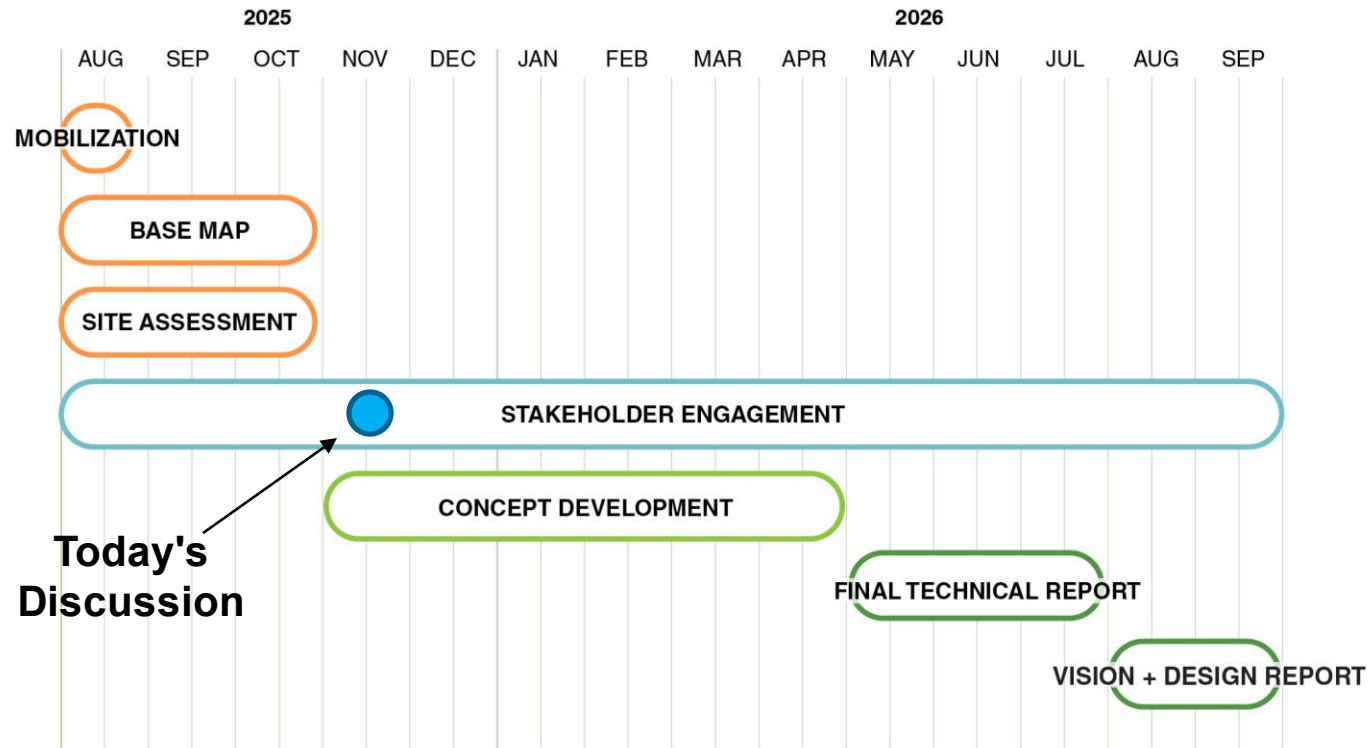 2025 2026
AUG SEP OCT NOV DEC JAN FEB MAR APR MAY JUN JUL AUG SEP
MOBILIZATION
BASE MAP
SITE ASSESSMENT
STAKEHOLDER ENGAGEMENT
CONCEPT DEVELOPMENT
Today's
Discussion
FINAL TECHNICAL REPORT
VISION + DESIGN REPORT